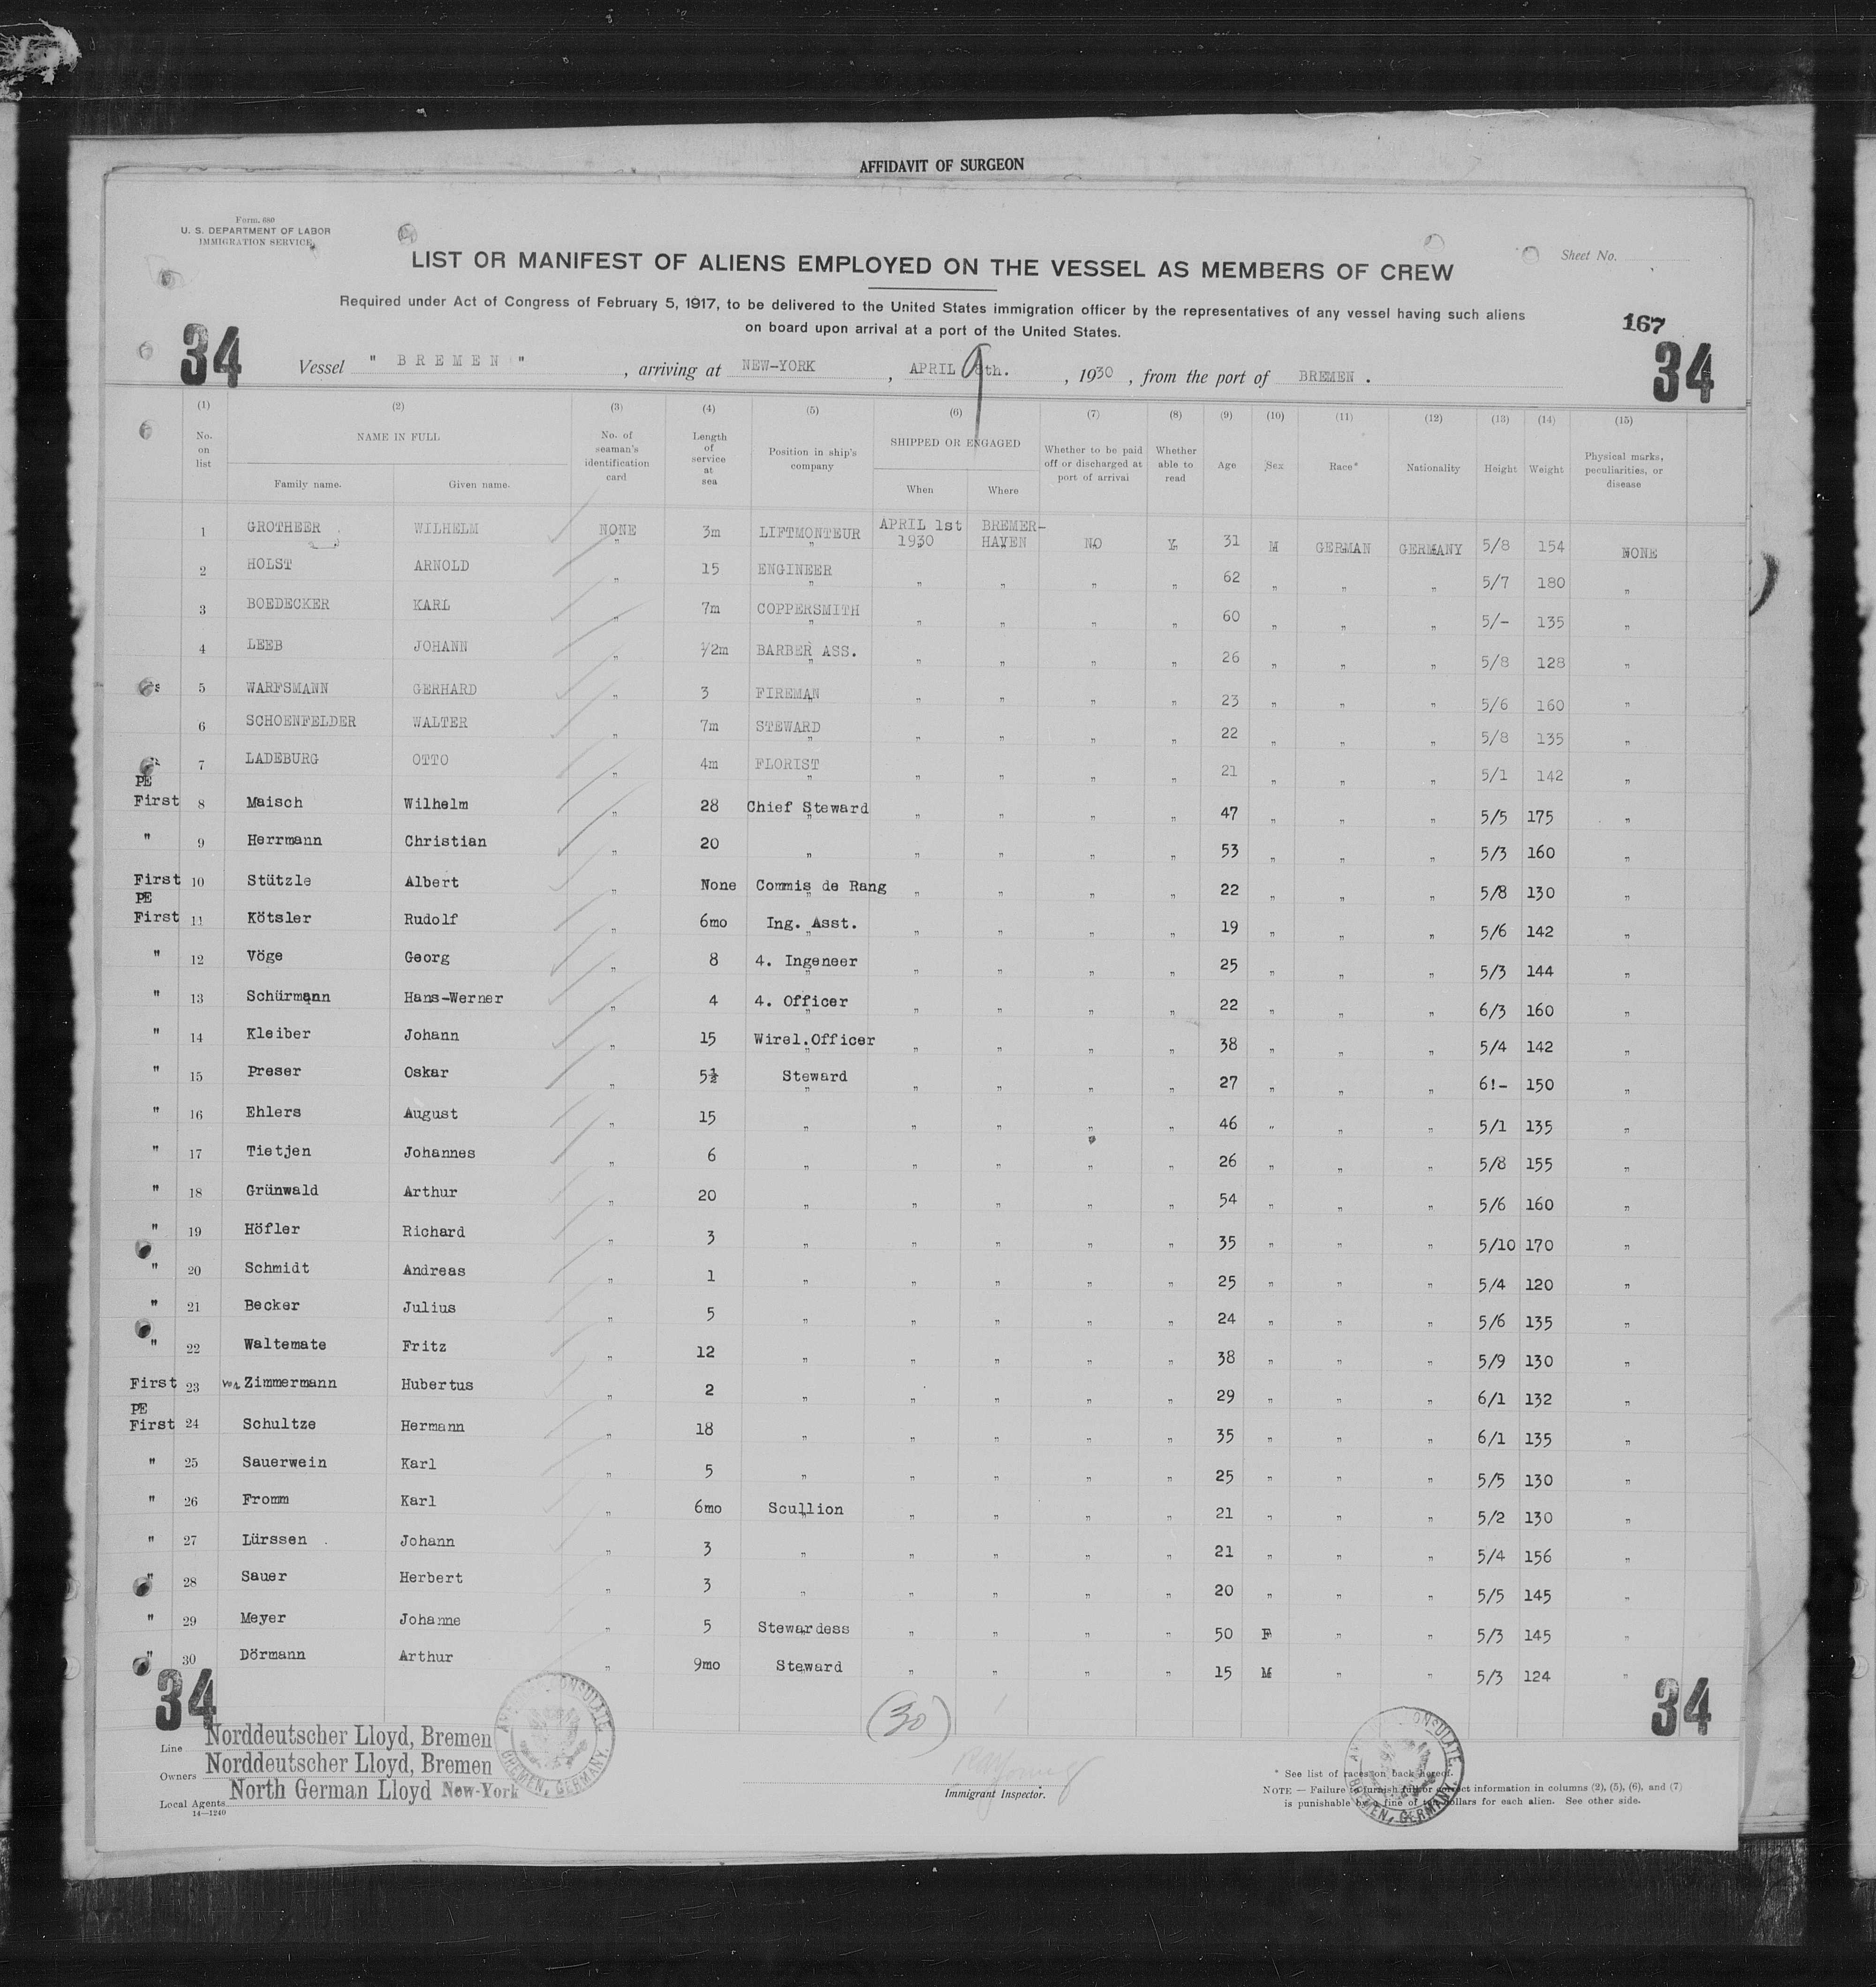 AFFIDAVIT OF SURGEON
Form. 680
U. S. DEPARTMENT OF LABOR
IMMIGRATION SERVICE
LIST OR MANIFEST OF ALIENS EMPLOYED ON THE VESSEL AS MEMBERS OF CREW
Sheet No.
Required under Act of Congress of February 5, 1917, to be delivered to the United States immigration officer by the representatives of any vessel having such aliens
on board upon arrival at a port of the United States.
167
34
34
Vessel " BREMEN " , arriving at NEW-YORK , APRIL 9th. , 1930 , from the port of BREMEN .
(1) (2) (3) (4) (5) (6) (7) (8) (9) (10) (11) (12) (13) (14) (15)
No. on list NAME IN FULL Family name. Given name. No. of seaman's identification card Length of service at sea Position in ship's company SHIPPED OR ENGAGED When Where Whether to be paid off or discharged at port of arrival Whether able to read Age Sex Race* Nationality Height Weight Physical marks, peculiarities, or disease
1 GROTHEER WILHELM NONE 3m LIFTMONTEUR APRIL 1st 1930 BREMER-HAVEN NO Y. 31 M GERMAN GERMANY 5/8 154 NONE
2 HOLST ARNOLD " 15 ENGINEER " " " " 62 " " " 5/7 180 "
3 BOEDECKER KARL " 7m COPPERSMITH " " " " 60 " " " 5/- 135 "
4 LEEB JOHANN " 1/2m BARBER ASS. " " " " 26 " " " 5/8 128 "
5 WARFSMANN GERHARD " 3 FIREMAN " " " " 23 " " " 5/6 160 "
6 SCHOENFELDER WALTER " 7m STEWARD " " " " 22 " " " 5/8 135 "
7 LADEBURG OTTO " 4m FLORIST " " " " 21 " " " 5/1 142 "
PE
First 8 Maisch Wilhelm " 28 Chief Steward " " " " 47 " " " 5/5 175 "
" 9 Herrmann Christian " 20 " " " " " 53 " " " 5/3 160 "
First 10 Stützle Albert " None Commis de Rang " " " " 22 " " " 5/8 130 "
PE
First 11 Kötsler Rudolf " 6mo Ing. Asst. " " " " 19 " " " 5/6 142 "
" 12 Vöge Georg " 8 4. Ingeneer " " " " 25 " " " 5/3 144 "
" 13 Schürmann Hans-Werner " 4 4. Officer " " " " 22 " " " 6/3 160 "
" 14 Kleiber Johann " 15 Wirel.Officer " " " " 38 " " " 5/4 142 "
" 15 Preser Oskar " 5½ Steward " " " " 27 " " " 6!- 150 "
" 16 Ehlers August " 15 " " " " " 46 " " " 5/1 135 "
" 17 Tietjen Johannes " 6 " " " " " 26 " " " 5/8 155 "
" 18 Grünwald Arthur " 20 " " " " " 54 " " " 5/6 160 "
" 19 Höfler Richard " 3 " " " " " 35 " " " 5/10 170 "
" 20 Schmidt Andreas " 1 " " " " " 25 " " " 5/4 120 "
" 21 Becker Julius " 5 " " " " " 24 " " " 5/6 135 "
" 22 Waltemate Fritz " 12 " " " " " 38 " " " 5/9 130 "
First 23 von Zimmermann Hubertus " 2 " " " " " 29 " " " 6/1 132 "
PE
First 24 Schultze Hermann " 18 " " " " " 35 " " " 6/1 135 "
" 25 Sauerwein Karl " 5 " " " " " 25 " " " 5/5 130 "
" 26 Fromm Karl " 6mo Scullion " " " " 21 " " " 5/2 130 "
" 27 Lürssen Johann " 3 " " " " " 21 " " " 5/4 156 "
" 28 Sauer Herbert " 3 " " " " " 20 " " " 5/5 145 "
" 29 Meyer Johanne " 5 Stewardess " " " " 50 F " " 5/3 145 "
" 30 Dörmann Arthur " 9mo Steward " " " " 15 M " " 5/3 124 "
34
34
(30)
AMERICAN CONSULATE BREMEN, GERMANY.
AMERICAN CONSULATE BREMEN, GERMANY.
Line Norddeutscher Lloyd, Bremen
Owners Norddeutscher Lloyd, Bremen
Local Agents North German Lloyd New-York
14—1240
Immigrant Inspector.
* See list of races on back hereof.
NOTE — Failure to furnish full or correct information in columns (2), (5), (6), and (7)
is punishable by a fine of ten dollars for each alien. See other side.